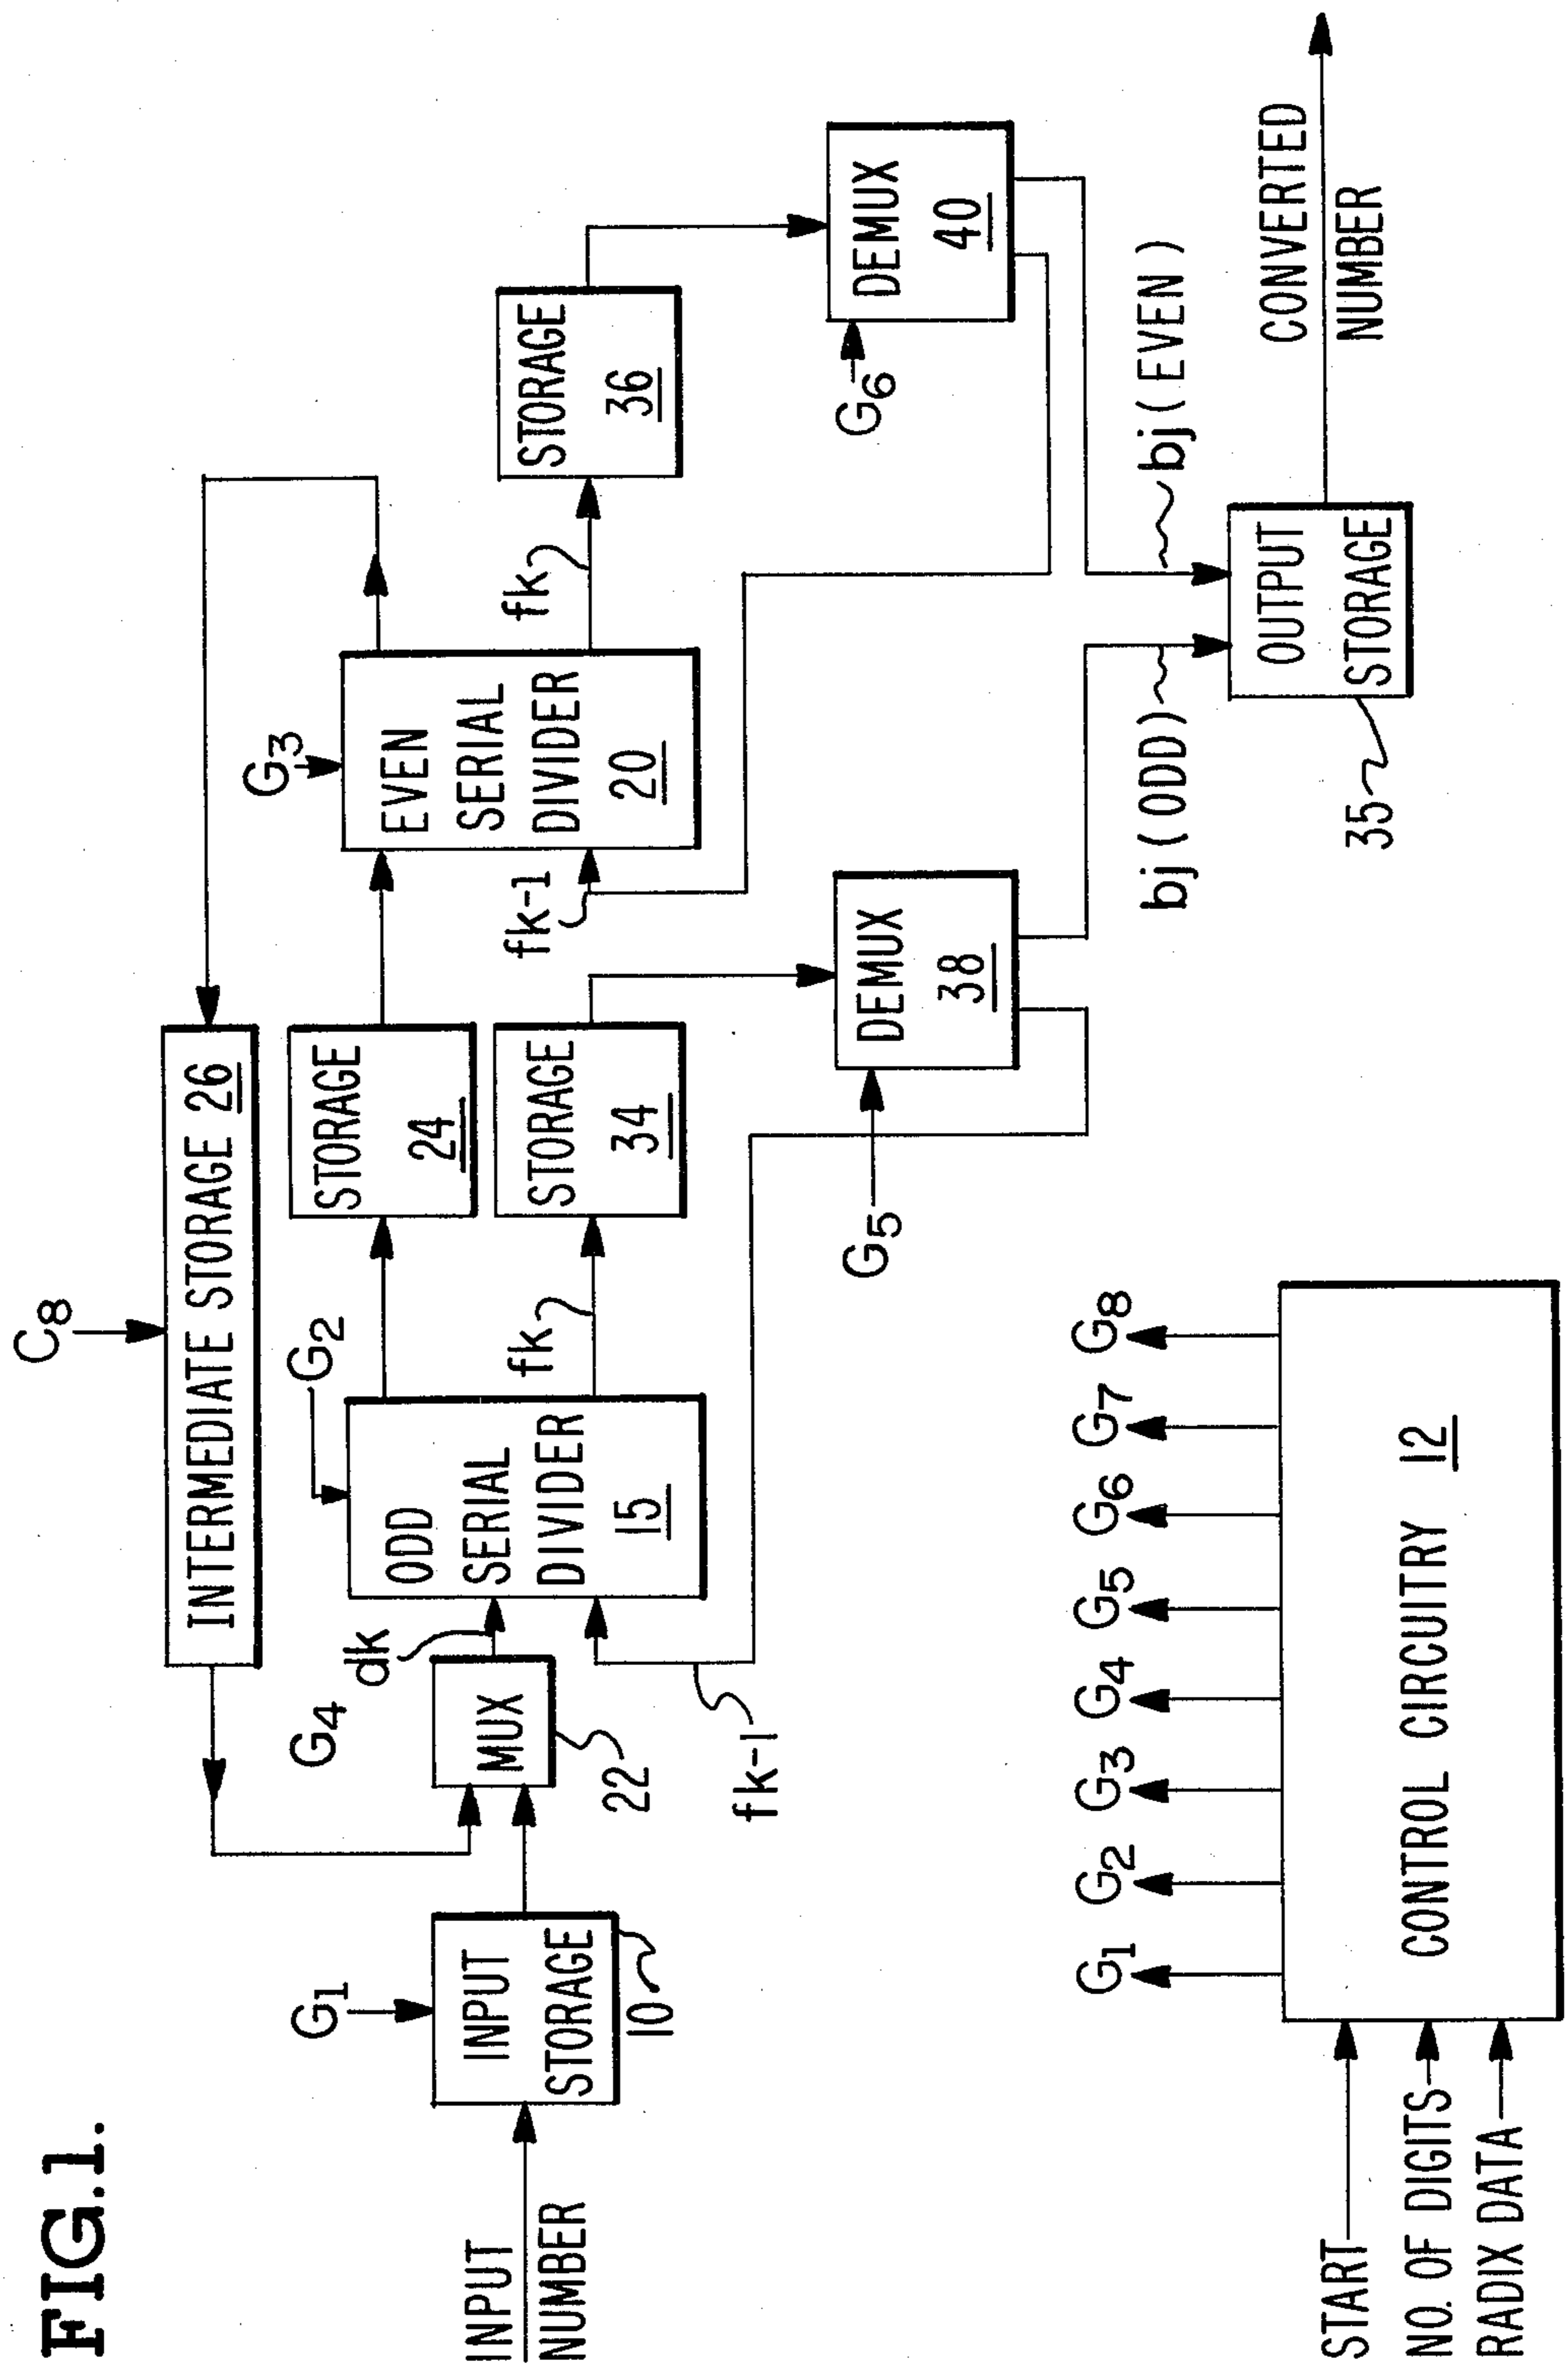 FIG.1.
C8
INTERMEDIATE STORAGE 26
G1
G4
dk
G2
G3
INPUT
NUMBER
INPUT
STORAGE
10
MUX
22
ODD
SERIAL
DIVIDER
15
fk
fk-1
STORAGE
24
STORAGE
34
EVEN
SERIAL
DIVIDER
20
fk
fk-1
STORAGE
36
G5
DEMUX
38
G6
DEMUX
40
bj(ODD)
bj(EVEN)
OUTPUT
STORAGE
35
CONVERTED
NUMBER
G1
G2
G3
G4
G5
G6
G7
G8
START
NO. OF DIGITS
RADIX DATA
CONTROL CIRCUITRY 12